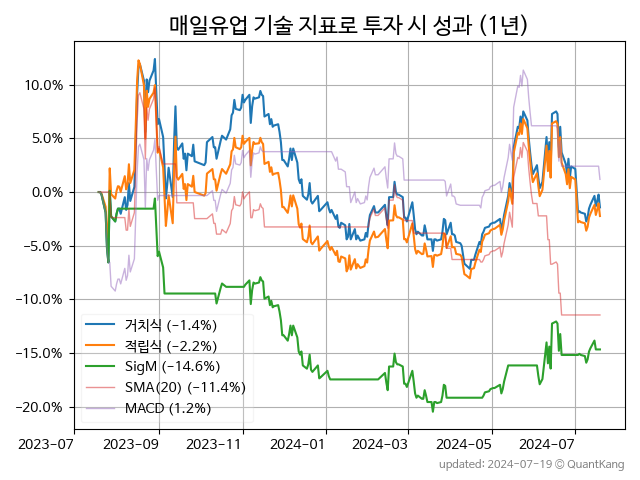 매일유업 기술 지표로 투자 시 성과 (1년)
10.0%
5.0%
0.0%
−5.0%
−10.0%
−15.0%
−20.0%
거치식 (−1.4%)
적립식 (−2.2%)
SigM (−14.6%)
SMA(20) (−11.4%)
MACD (1.2%)
2023-07 2023-09 2023-11 2024-01 2024-03 2024-05 2024-07
updated: 2024-07-19 © QuantKang